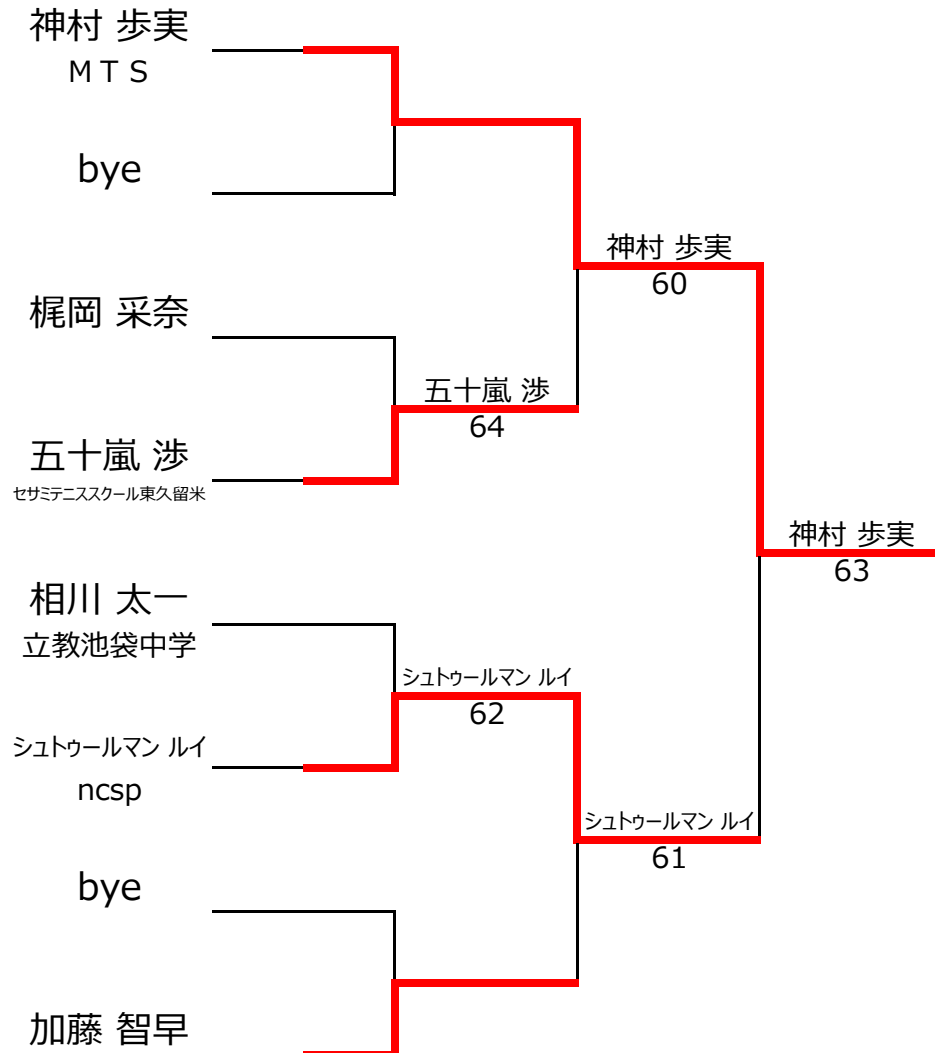 神村 歩実
ＭＴＳ
bye
神村 歩実
60
梶岡 采奈
五十嵐 渉
64
五十嵐 渉
セサミテニススクール東久留米
神村 歩実
63
相川 太一
立教池袋中学
シュトゥールマン ルイ
62
シュトゥールマン ルイ
ncsp
シュトゥールマン ルイ
61
bye
加藤 智早